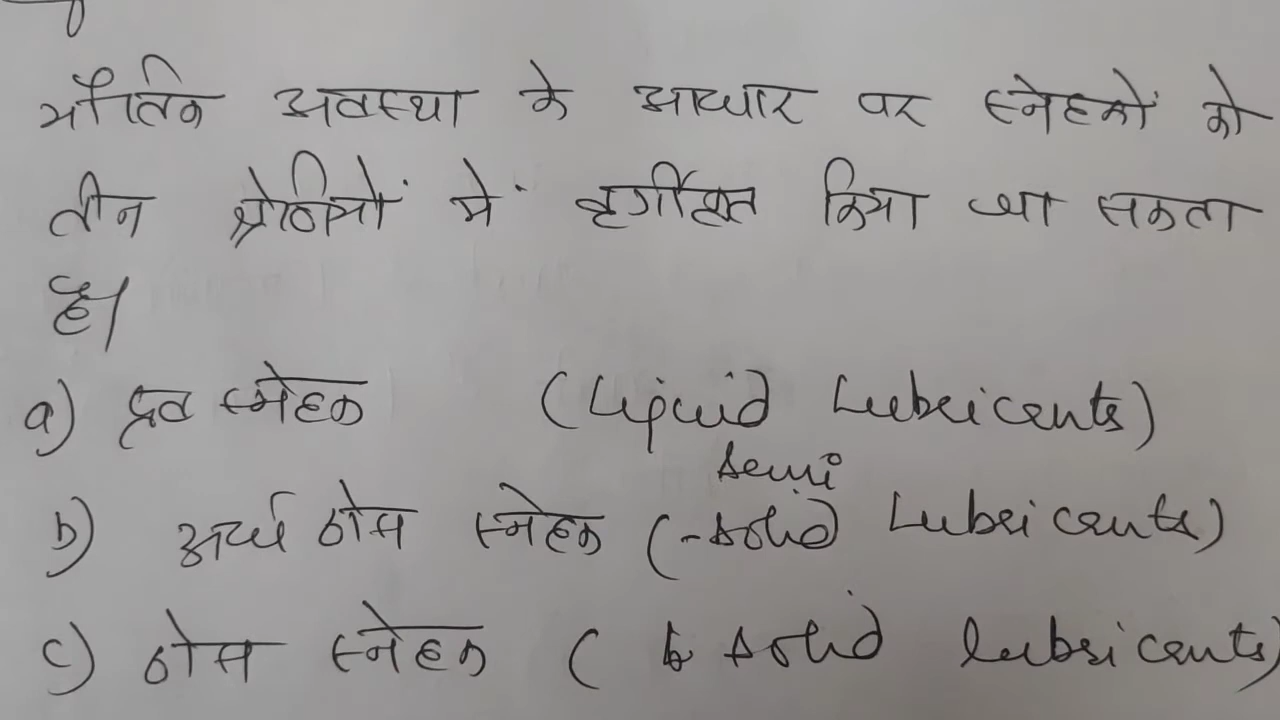 भौतिक अवस्था के आधार पर स्नेहकों को
तीन श्रेणियों में वर्गीकृत किया जा सकता
है।
a) द्रव स्नेहक (Liquid Lubricants)
b) अर्ध ठोस स्नेहक (semi-solid Lubricants)
c) ठोस स्नेहक (solid lubricants)